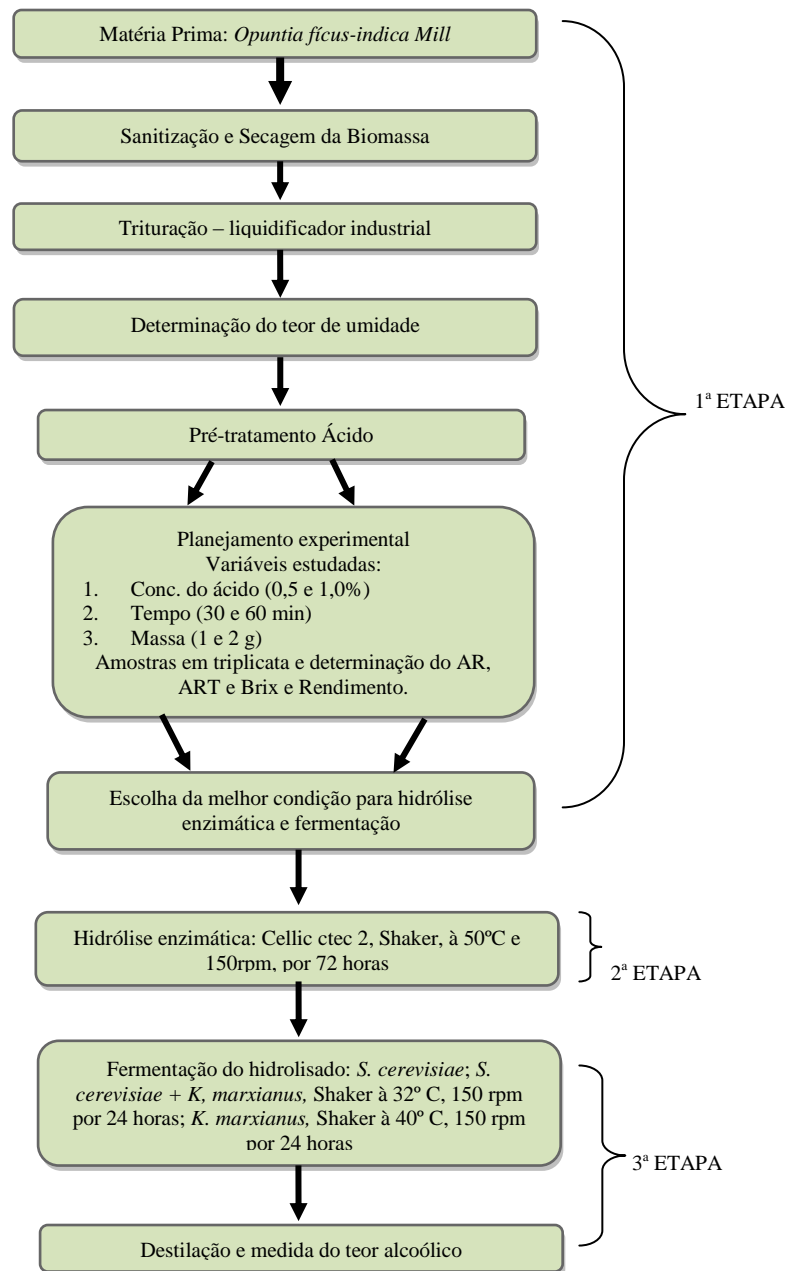 Matéria Prima: Opuntia fícus-indica Mill
Sanitização e Secagem da Biomassa
Trituração – liquidificador industrial
Determinação do teor de umidade
1ª ETAPA
Pré-tratamento Ácido
Planejamento experimental
Variáveis estudadas:
1. Conc. do ácido (0,5 e 1,0%)
2. Tempo (30 e 60 min)
3. Massa (1 e 2 g)
Amostras em triplicata e determinação do AR,
ART e Brix e Rendimento.
Escolha da melhor condição para hidrólise
enzimática e fermentação
Hidrólise enzimática: Cellic ctec 2, Shaker, à 50ºC e
150rpm, por 72 horas
2ª ETAPA
Fermentação do hidrolisado: S. cerevisiae; S.
cerevisiae + K, marxianus, Shaker à 32º C, 150 rpm
por 24 horas; K. marxianus, Shaker à 40º C, 150 rpm
por 24 horas
3ª ETAPA
Destilação e medida do teor alcoólico